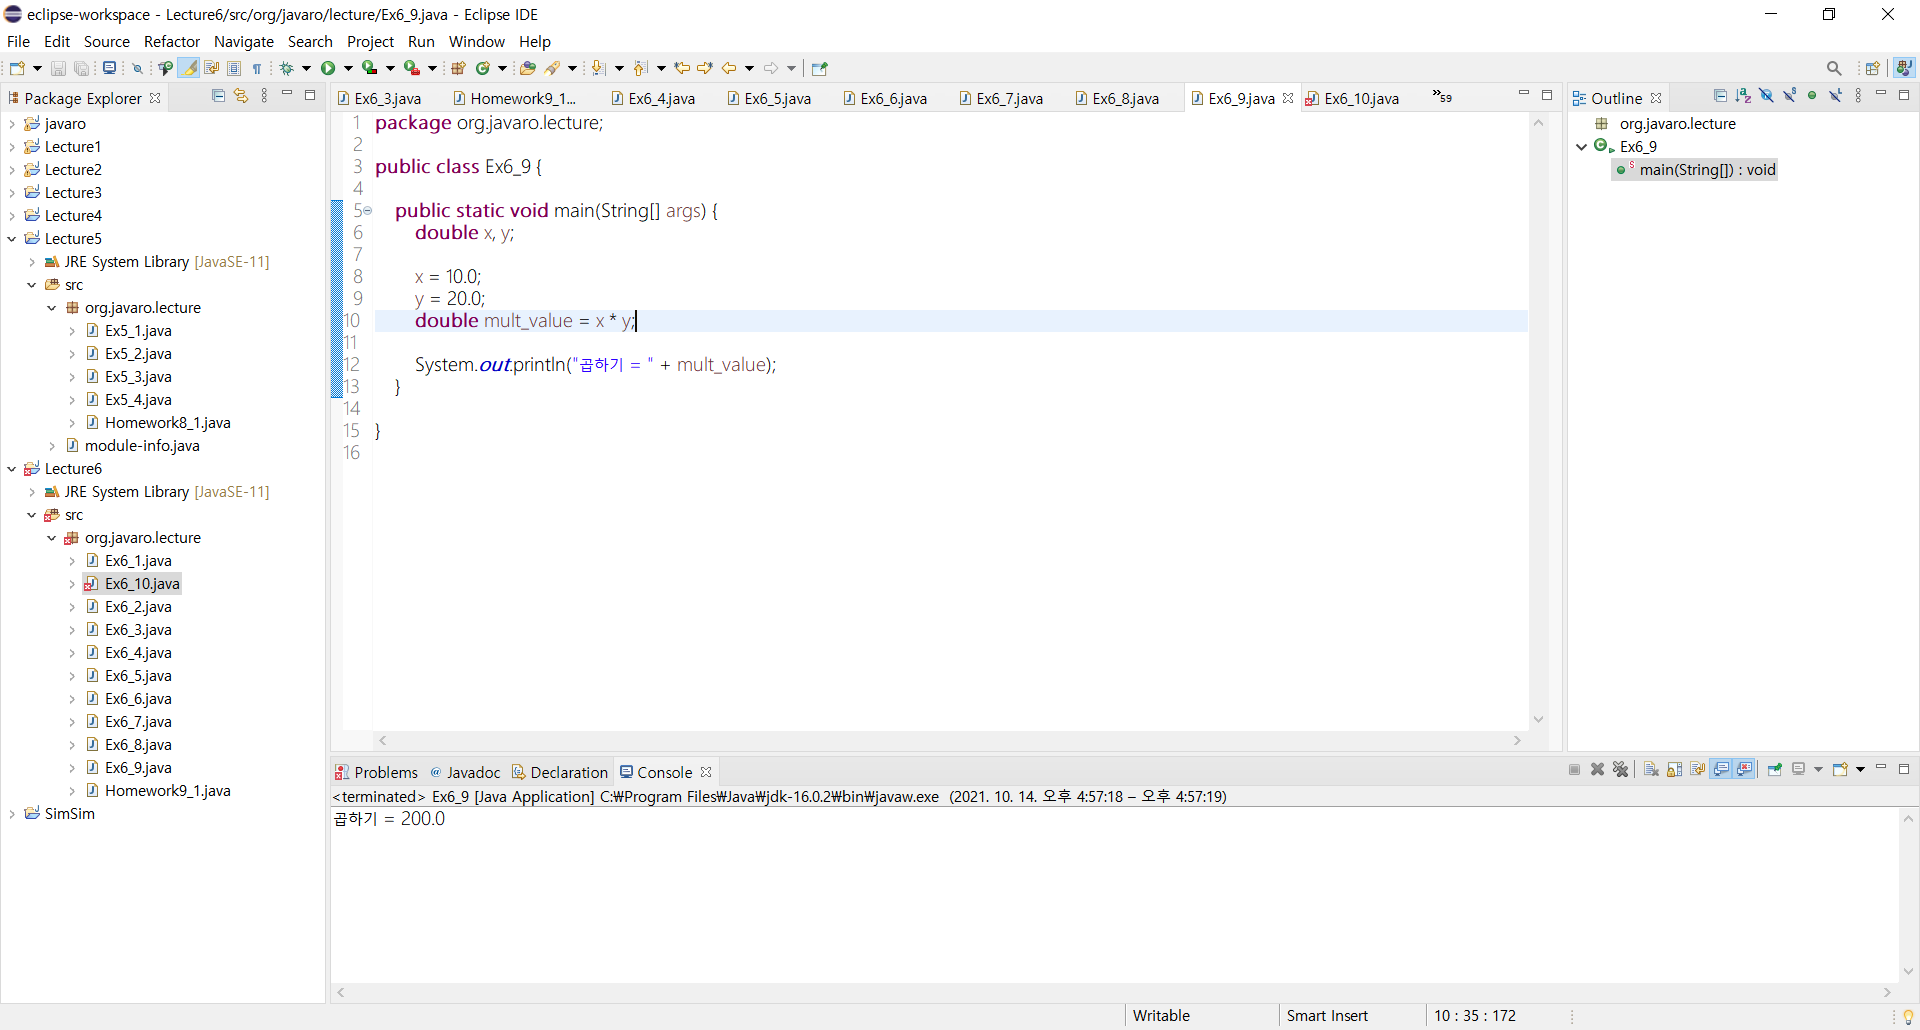 eclipse-workspace - Lecture6/src/org/javaro/lecture/Ex6_9.java - Eclipse IDE
File Edit Source Refactor Navigate Search Project Run Window Help
Package Explorer
javaro
Lecture1
Lecture2
Lecture3
Lecture4
Lecture5
JRE System Library [JavaSE-11]
src
org.javaro.lecture
Ex5_1.java
Ex5_2.java
Ex5_3.java
Ex5_4.java
Homework8_1.java
module-info.java
Lecture6
JRE System Library [JavaSE-11]
src
org.javaro.lecture
Ex6_1.java
Ex6_10.java
Ex6_2.java
Ex6_3.java
Ex6_4.java
Ex6_5.java
Ex6_6.java
Ex6_7.java
Ex6_8.java
Ex6_9.java
Homework9_1.java
SimSim
Ex6_3.java Homework9_1... Ex6_4.java Ex6_5.java Ex6_6.java Ex6_7.java Ex6_8.java Ex6_9.java Ex6_10.java »59
1 package org.javaro.lecture;
2
3 public class Ex6_9 {
4
5 public static void main(String[] args) {
6 double x, y;
7
8 x = 10.0;
9 y = 20.0;
10 double mult_value = x * y;
11
12 System.out.println("곱하기 = " + mult_value);
13 }
14
15 }
16
Outline
org.javaro.lecture
Ex6_9
main(String[]) : void
Problems @ Javadoc Declaration Console
<terminated> Ex6_9 [Java Application] C:₩Program Files₩Java₩jdk-16.0.2₩bin₩javaw.exe (2021. 10. 14. 오후 4:57:18 – 오후 4:57:19)
곱하기 = 200.0
Writable Smart Insert 10 : 35 : 172